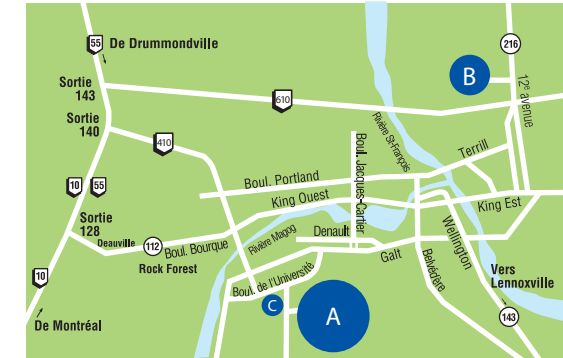 55
De Drummondville
216
Sortie
143
B
12e avenue
610
Sortie
140
410
Rivière St-François
Boul. Jacques-Cartier
Terrill
10
55
Boul. Portland
King Ouest
King Est
Sortie
128
Deauville
112
Boul. Bourque
Rock Forest
Rivière Magog
Denault
Galt
Belvédère
Wellington
Boul. de l'Université
Vers
Lennoxville
10
C
A
De Montréal
143